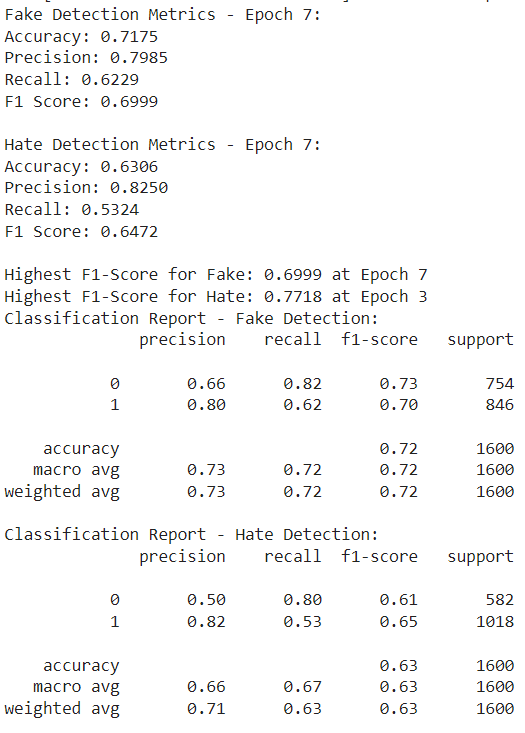 Fake Detection Metrics - Epoch 7:
Accuracy: 0.7175
Precision: 0.7985
Recall: 0.6229
F1 Score: 0.6999
Hate Detection Metrics - Epoch 7:
Accuracy: 0.6306
Precision: 0.8250
Recall: 0.5324
F1 Score: 0.6472
Highest F1-Score for Fake: 0.6999 at Epoch 7
Highest F1-Score for Hate: 0.7718 at Epoch 3
Classification Report - Fake Detection:
precision recall f1-score support
0 0.66 0.82 0.73 754
1 0.80 0.62 0.70 846
accuracy 0.72 1600
macro avg 0.73 0.72 0.72 1600
weighted avg 0.73 0.72 0.72 1600
Classification Report - Hate Detection:
precision recall f1-score support
0 0.50 0.80 0.61 582
1 0.82 0.53 0.65 1018
accuracy 0.63 1600
macro avg 0.66 0.67 0.63 1600
weighted avg 0.71 0.63 0.63 1600